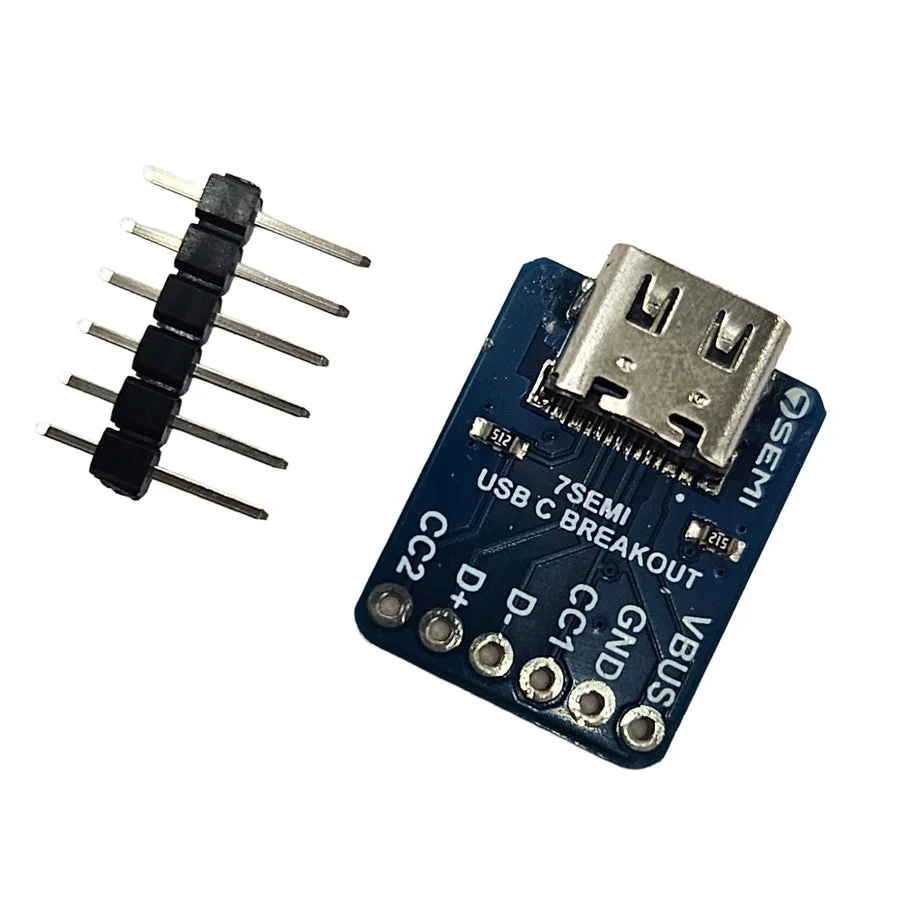 7SEMI
512
512
7SEMI
USB C BREAKOUT
CC2
D+
D-
CC1
GND
VBUS